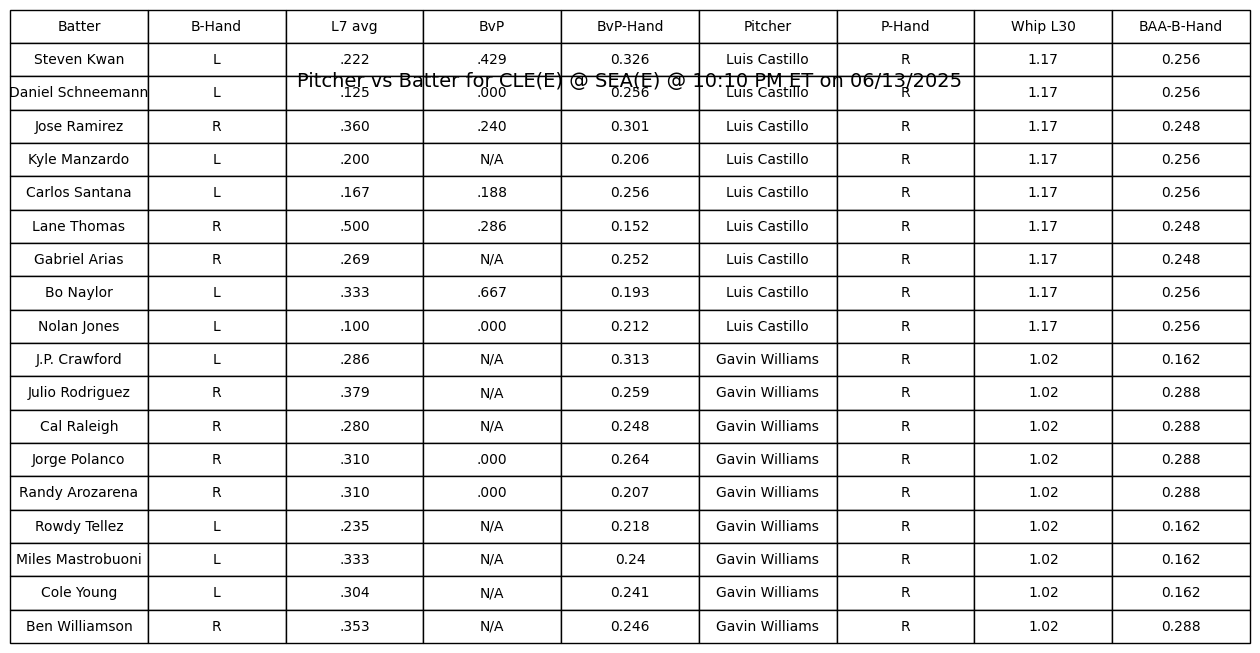 Batter B-Hand L7 avg BvP BvP-Hand Pitcher P-Hand Whip L30 BAA-B-Hand
Steven Kwan L .222 .429 0.326 Luis Castillo R 1.17 0.256
Pitcher vs Batter for CLE(E) @ SEA(E) @ 10:10 PM ET on 06/13/2025
Daniel Schneemann L .125 .000 0.256 Luis Castillo R 1.17 0.256
Jose Ramirez R .360 .240 0.301 Luis Castillo R 1.17 0.248
Kyle Manzardo L .200 N/A 0.206 Luis Castillo R 1.17 0.256
Carlos Santana L .167 .188 0.256 Luis Castillo R 1.17 0.256
Lane Thomas R .500 .286 0.152 Luis Castillo R 1.17 0.248
Gabriel Arias R .269 N/A 0.252 Luis Castillo R 1.17 0.248
Bo Naylor L .333 .667 0.193 Luis Castillo R 1.17 0.256
Nolan Jones L .100 .000 0.212 Luis Castillo R 1.17 0.256
J.P. Crawford L .286 N/A 0.313 Gavin Williams R 1.02 0.162
Julio Rodriguez R .379 N/A 0.259 Gavin Williams R 1.02 0.288
Cal Raleigh R .280 N/A 0.248 Gavin Williams R 1.02 0.288
Jorge Polanco R .310 .000 0.264 Gavin Williams R 1.02 0.288
Randy Arozarena R .310 .000 0.207 Gavin Williams R 1.02 0.288
Rowdy Tellez L .235 N/A 0.218 Gavin Williams R 1.02 0.162
Miles Mastrobuoni L .333 N/A 0.24 Gavin Williams R 1.02 0.162
Cole Young L .304 N/A 0.241 Gavin Williams R 1.02 0.162
Ben Williamson R .353 N/A 0.246 Gavin Williams R 1.02 0.288